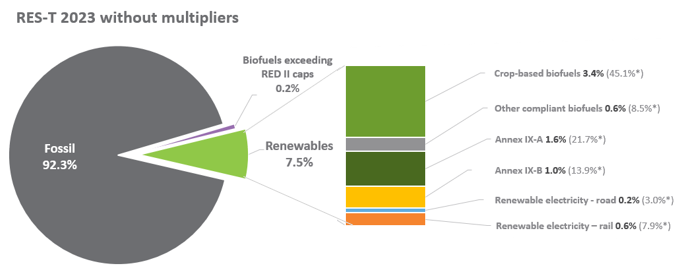 RES-T 2023 without multipliers
Biofuels exceeding
RED II caps
0.2%
Fossil
92.3%
Renewables
7.5%
Crop-based biofuels 3.4% (45.1%*)
Other compliant biofuels 0.6% (8.5%*)
Annex IX-A 1.6% (21.7%*)
Annex IX-B 1.0% (13.9%*)
Renewable electricity - road 0.2% (3.0%*)
Renewable electricity – rail 0.6% (7.9%*)